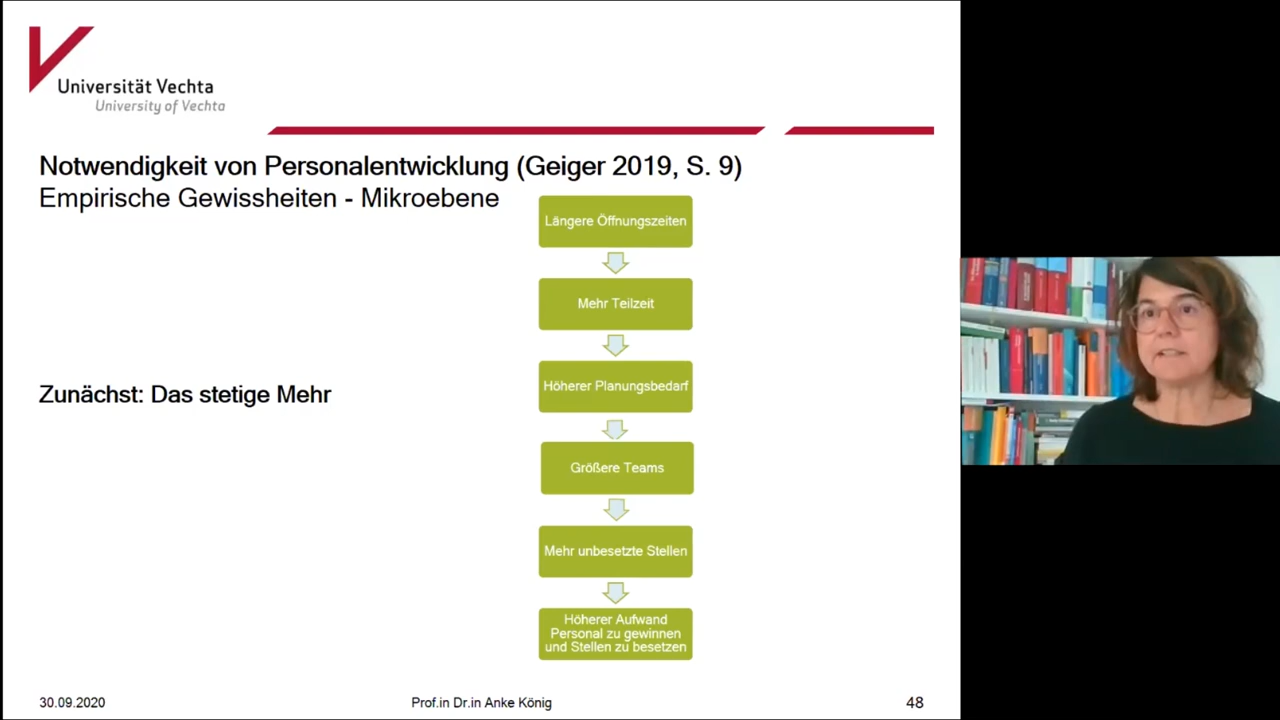 Universität Vechta
University of Vechta
Notwendigkeit von Personalentwicklung (Geiger 2019, S. 9)
Empirische Gewissheiten - Mikroebene
Längere Öffnungszeiten
Mehr Teilzeit
Höherer Planungsbedarf
Zunächst: Das stetige Mehr
Größere Teams
Mehr unbesetzte Stellen
Höherer Aufwand
Personal zu gewinnen
und Stellen zu besetzen
30.09.2020
Prof.in Dr.in Anke König
48